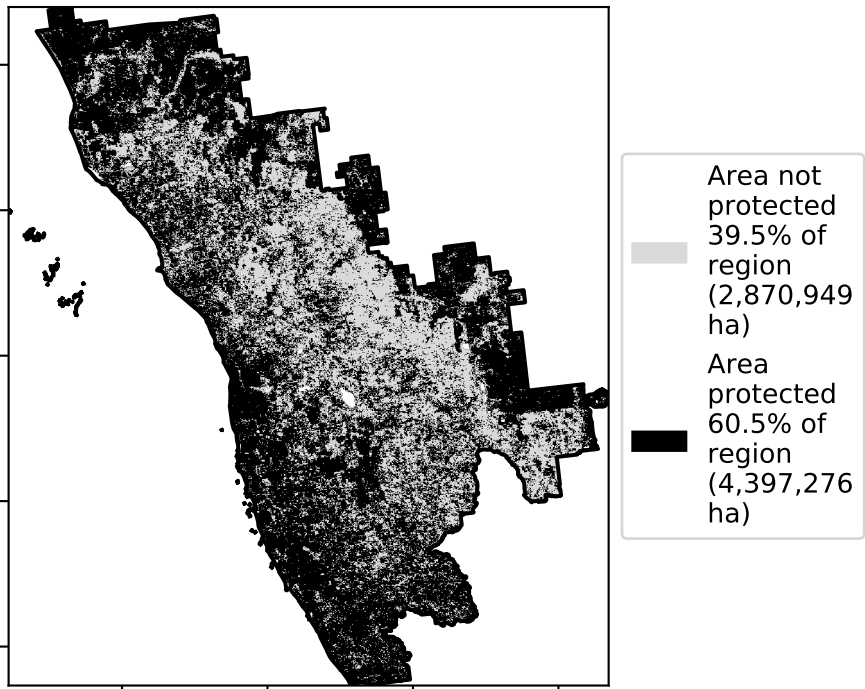 Area not
protected
39.5% of
region
(2,870,949
ha)
Area
protected
60.5% of
region
(4,397,276
ha)